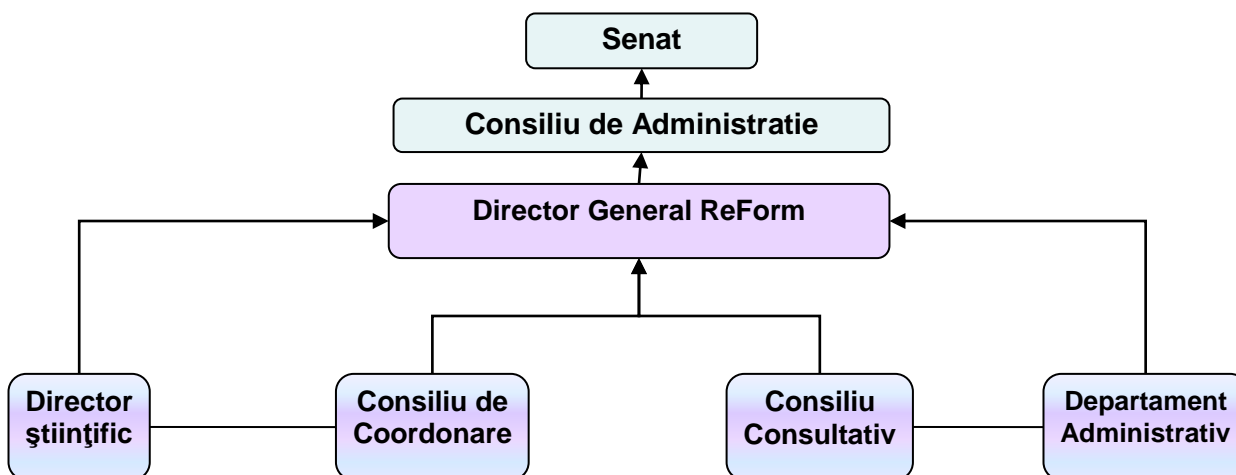 Senat
Consiliu de Administratie
Director General ReForm
Director
ştiinţific
Consiliu de
Coordonare
Consiliu
Consultativ
Departament
Administrativ